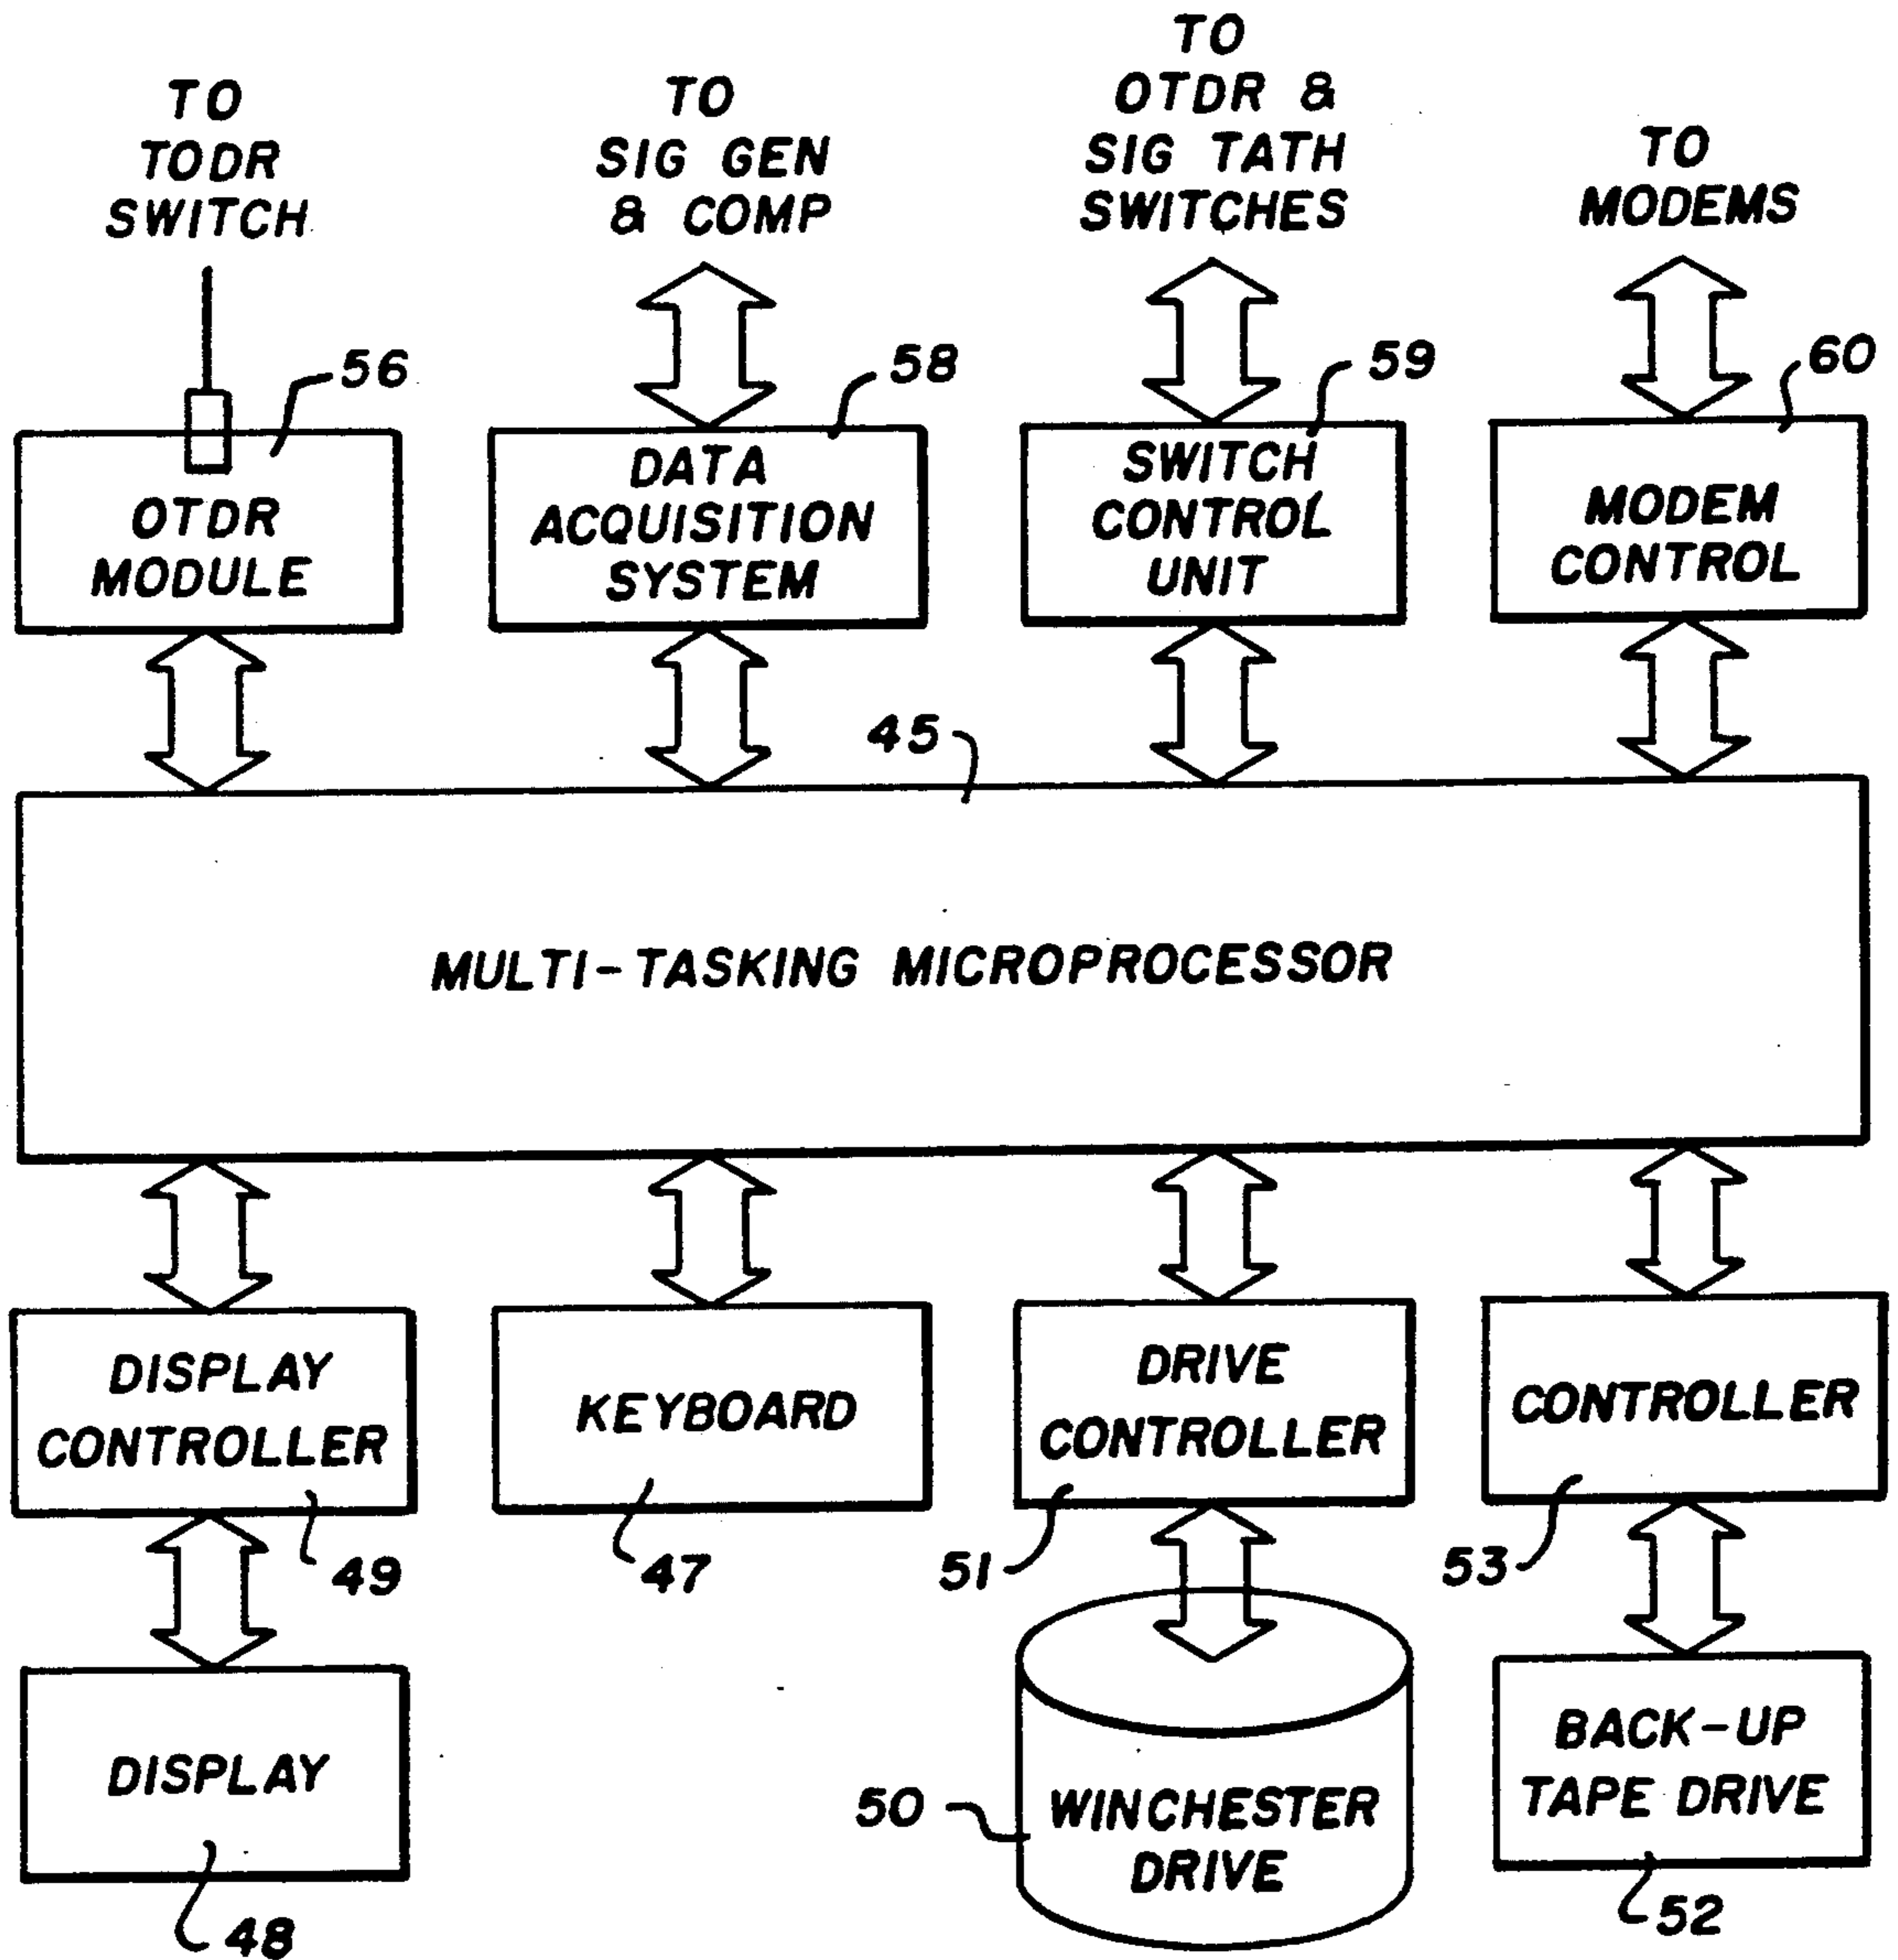 TO
TODR
SWITCH
TO
SIG GEN
& COMP
TO
OTDR &
SIG TATH
SWITCHES
TO
MODEMS
56
58
59
60
OTDR
MODULE
DATA
ACQUISITION
SYSTEM
SWITCH
CONTROL
UNIT
MODEM
CONTROL
45
MULTI-TASKING MICROPROCESSOR
DISPLAY
CONTROLLER
KEYBOARD
DRIVE
CONTROLLER
CONTROLLER
49
47
51
53
DISPLAY
50
WINCHESTER
DRIVE
BACK-UP
TAPE DRIVE
48
52